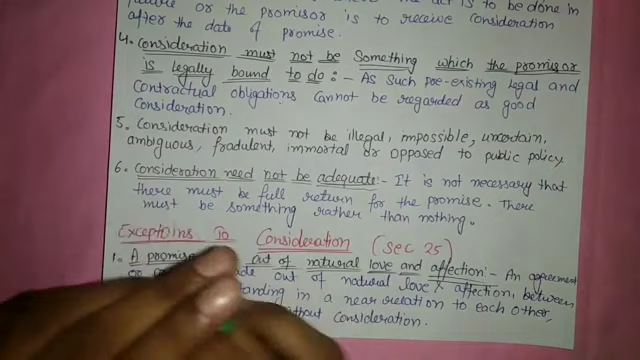 future or the promisor is to receive consideration
after the date of promise.
4. Consideration must not be Something which the promisor
is legally bound to do :- As such pre-existing legal and
contractual obligations cannot be regarded as good
consideration.
5. Consideration must not be illegal, impossible, uncertain,
ambiguous, fradulent, immortal or opposed to public policy.
6. Consideration need not be adequate:- It is not necessary that
there must be full return for the promise. There
must be something rather than nothing.
Exceptoins To Consideration (Sec 25)
1. A promise out of natural love and affection:- An agreement
out of natural love & affection, between
standing in a near relation to each other,
without consideration.